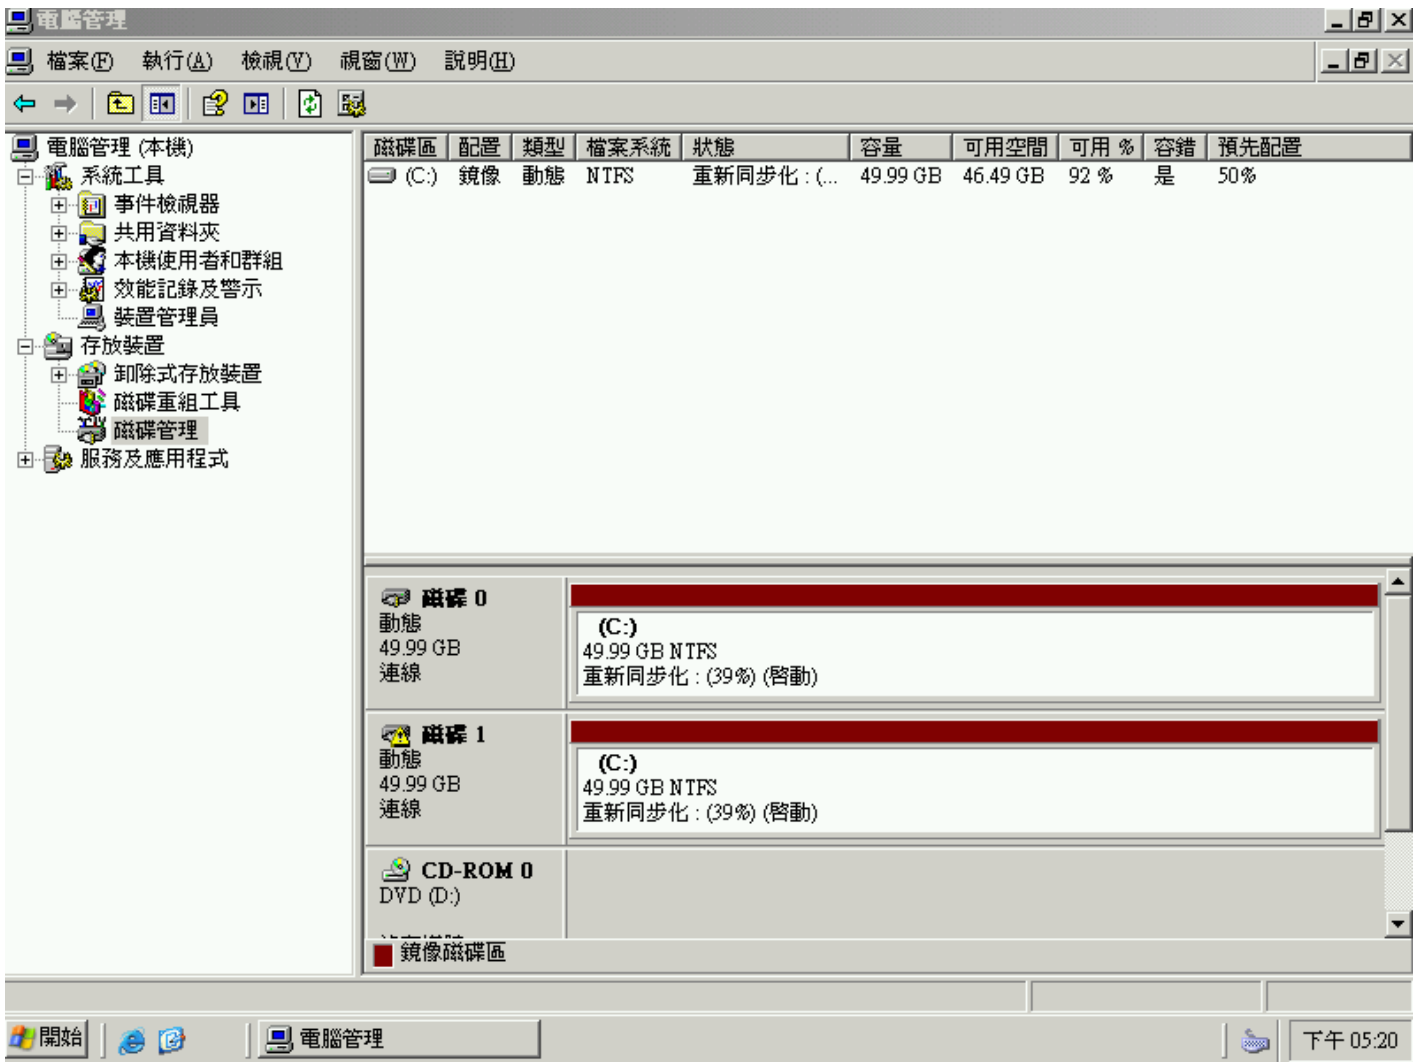 電腦管理
檔案(F) 執行(A) 檢視(V) 視窗(W) 說明(H)
電腦管理 (本機)
系統工具
事件檢視器
共用資料夾
本機使用者和群組
效能記錄及警示
裝置管理員
存放裝置
卸除式存放裝置
磁碟重組工具
磁碟管理
服務及應用程式
磁碟區 配置 類型 檔案系統 狀態 容量 可用空間 可用 % 容錯 預先配置
(C:) 鏡像 動態 NTFS 重新同步化 : (... 49.99 GB 46.49 GB 92 % 是 50%
磁碟 0
動態
49.99 GB
連線
(C:)
49.99 GB NTFS
重新同步化 : (39%) (啓動)
磁碟 1
動態
49.99 GB
連線
(C:)
49.99 GB NTFS
重新同步化 : (39%) (啓動)
CD-ROM 0
DVD (D:)
鏡像磁碟區
開始 電腦管理 下午 05:20